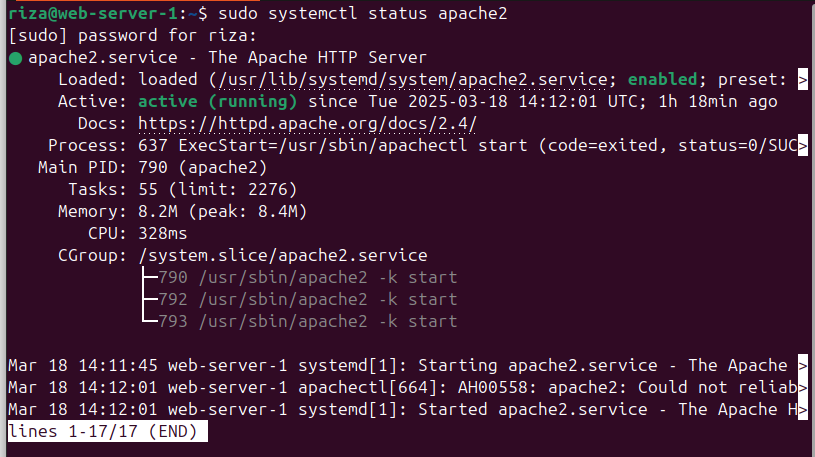 riza@web-server-1:~$ sudo systemctl status apache2
[sudo] password for riza:
● apache2.service - The Apache HTTP Server
     Loaded: loaded (/usr/lib/systemd/system/apache2.service; enabled; preset: >
     Active: active (running) since Tue 2025-03-18 14:12:01 UTC; 1h 18min ago
       Docs: https://httpd.apache.org/docs/2.4/
    Process: 637 ExecStart=/usr/sbin/apachectl start (code=exited, status=0/SUC>
   Main PID: 790 (apache2)
      Tasks: 55 (limit: 2276)
     Memory: 8.2M (peak: 8.4M)
        CPU: 328ms
     CGroup: /system.slice/apache2.service
             ├─790 /usr/sbin/apache2 -k start
             ├─792 /usr/sbin/apache2 -k start
             └─793 /usr/sbin/apache2 -k start

Mar 18 14:11:45 web-server-1 systemd[1]: Starting apache2.service - The Apache >
Mar 18 14:12:01 web-server-1 apachectl[664]: AH00558: apache2: Could not reliab>
Mar 18 14:12:01 web-server-1 systemd[1]: Started apache2.service - The Apache H>
lines 1-17/17 (END)